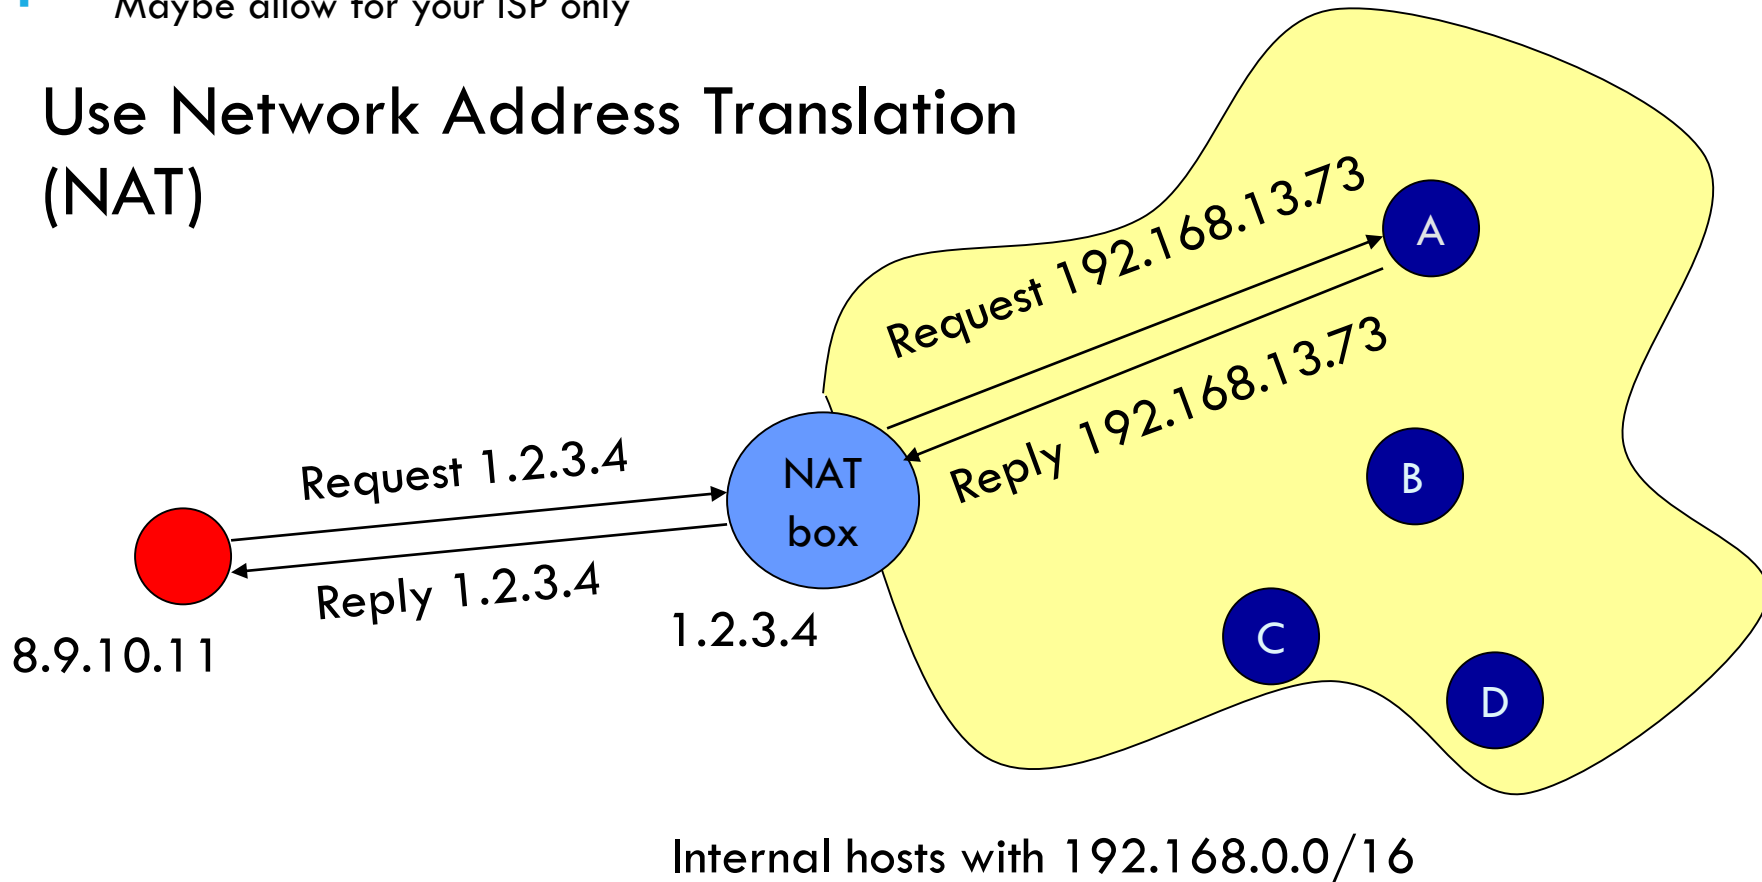 Maybe allow for your ISP only
Use Network Address Translation
(NAT)
Request 192.168.13.73
A
Reply 192.168.13.73
Request 1.2.3.4
NAT
box
B
Reply 1.2.3.4
1.2.3.4
8.9.10.11
C
D
Internal hosts with 192.168.0.0/16